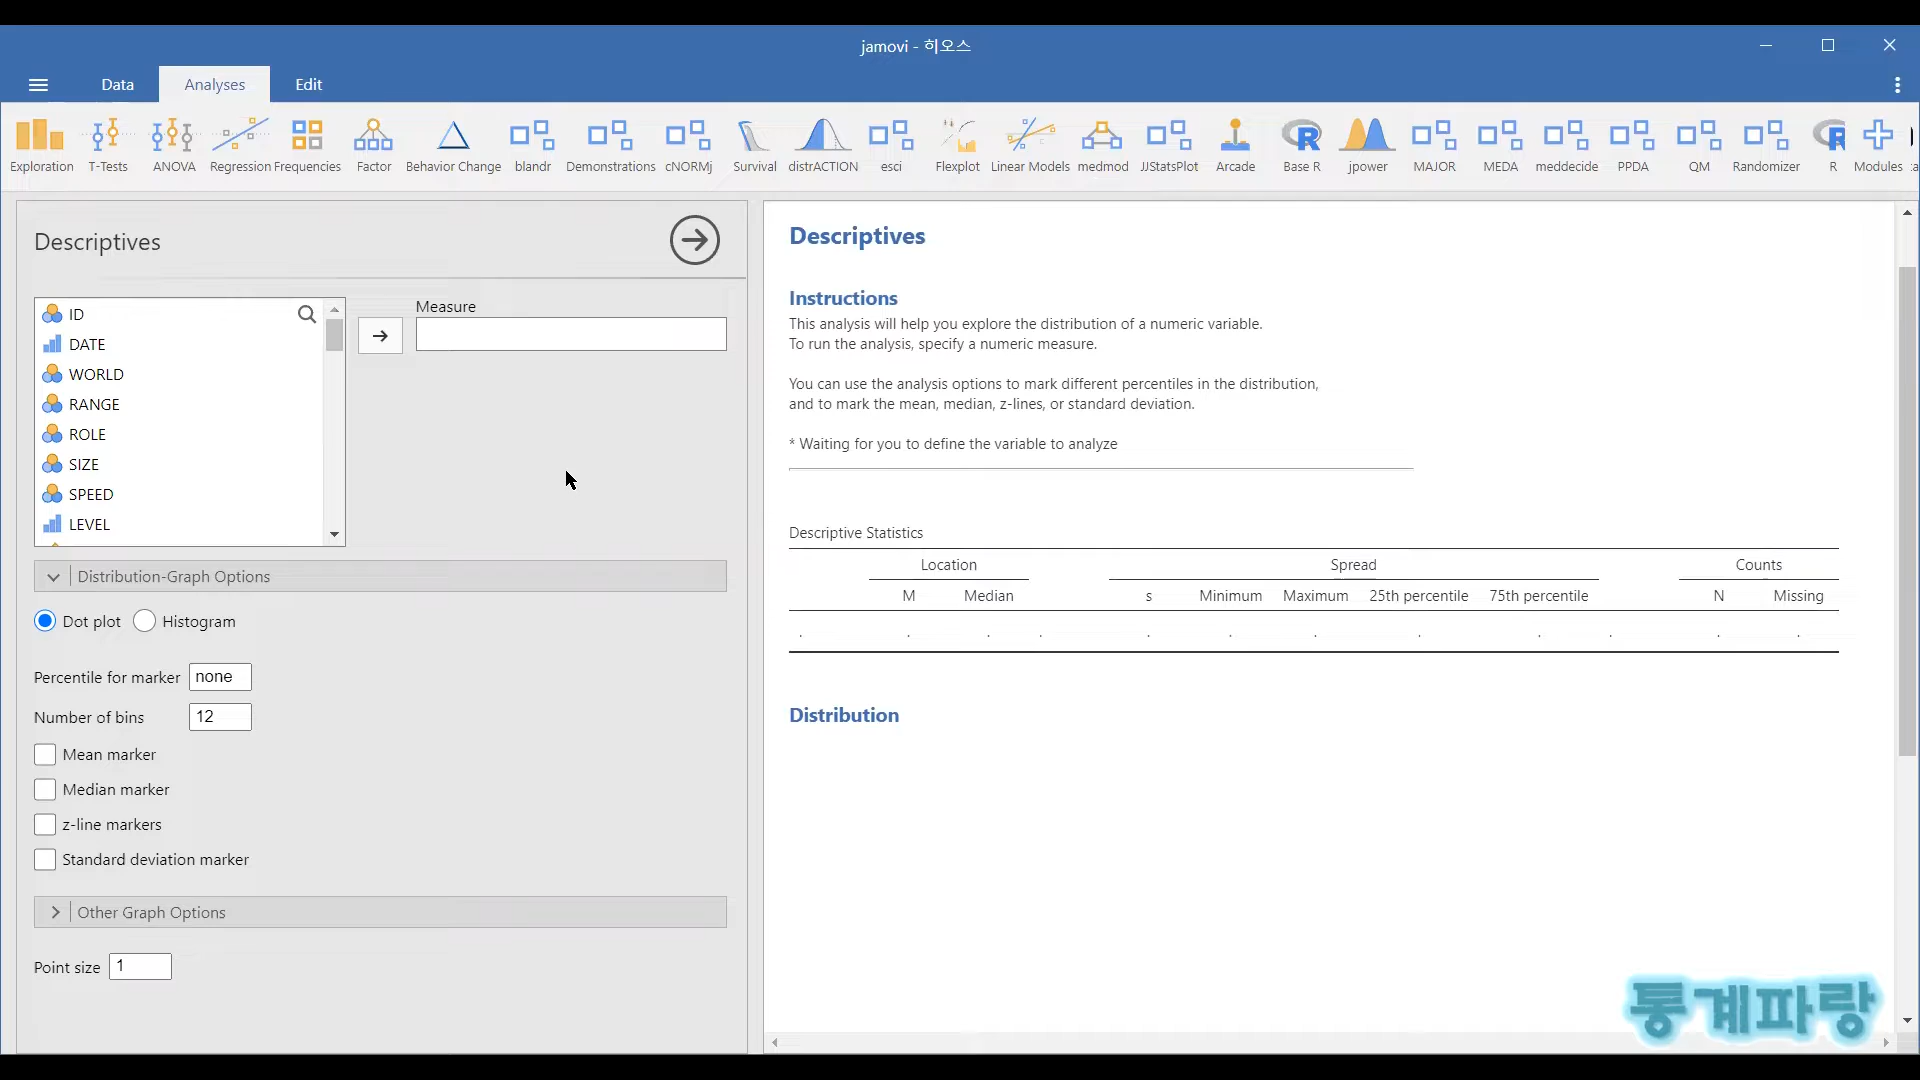 jamovi - 히오스
Data
Analyses
Edit
Exploration
T-Tests
ANOVA
Regression
Frequencies
Factor
Behavior Change
blandr
Demonstrations
cNORMj
Survival
distrACTION
esci
Flexplot
Linear Models
medmod
JJStatsPlot
Arcade
Base R
jpower
MAJOR
MEDA
meddecide
PPDA
QM
Randomizer
R
Modules
Descriptives
ID
DATE
WORLD
RANGE
ROLE
SIZE
SPEED
LEVEL
Measure
Distribution-Graph Options
Dot plot
Histogram
Percentile for marker none
Number of bins 12
Mean marker
Median marker
z-line markers
Standard deviation marker
Other Graph Options
Point size 1
Descriptives
Instructions
This analysis will help you explore the distribution of a numeric variable.
To run the analysis, specify a numeric measure.
You can use the analysis options to mark different percentiles in the distribution,
and to mark the mean, median, z-lines, or standard deviation.
* Waiting for you to define the variable to analyze
Descriptive Statistics
Location Spread Counts
M Median s Minimum Maximum 25th percentile 75th percentile N Missing
. . . . . . . . . . . .
Distribution
통계파랑